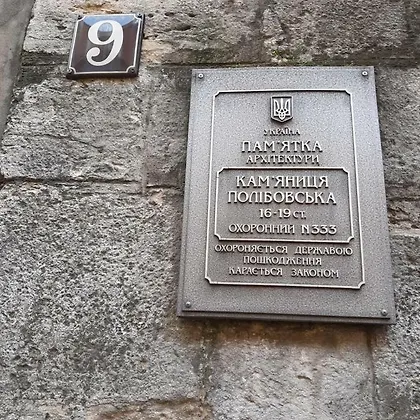 9
УКРАЇНА
ПАМ'ЯТКА
АРХІТЕКТУРИ
КАМ'ЯНИЦЯ
ПОЛІБОВСЬКА
16-19 СТ.
ОХОРОННИЙ N333
ОХОРОНЯЄТЬСЯ ДЕРЖАВОЮ
ПОШКОДЖЕННЯ
КАРАЄТЬСЯ ЗАКОНОМ